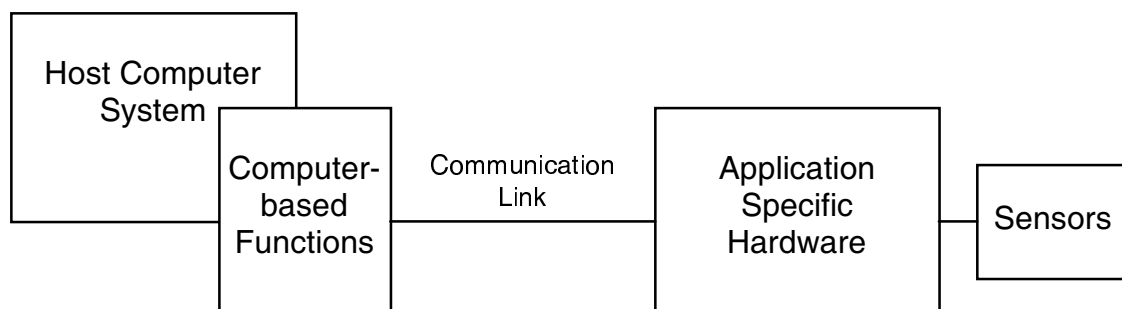 Host Computer
System
Computer-
based
Functions
Communication
Link
Application
Specific
Hardware
Sensors